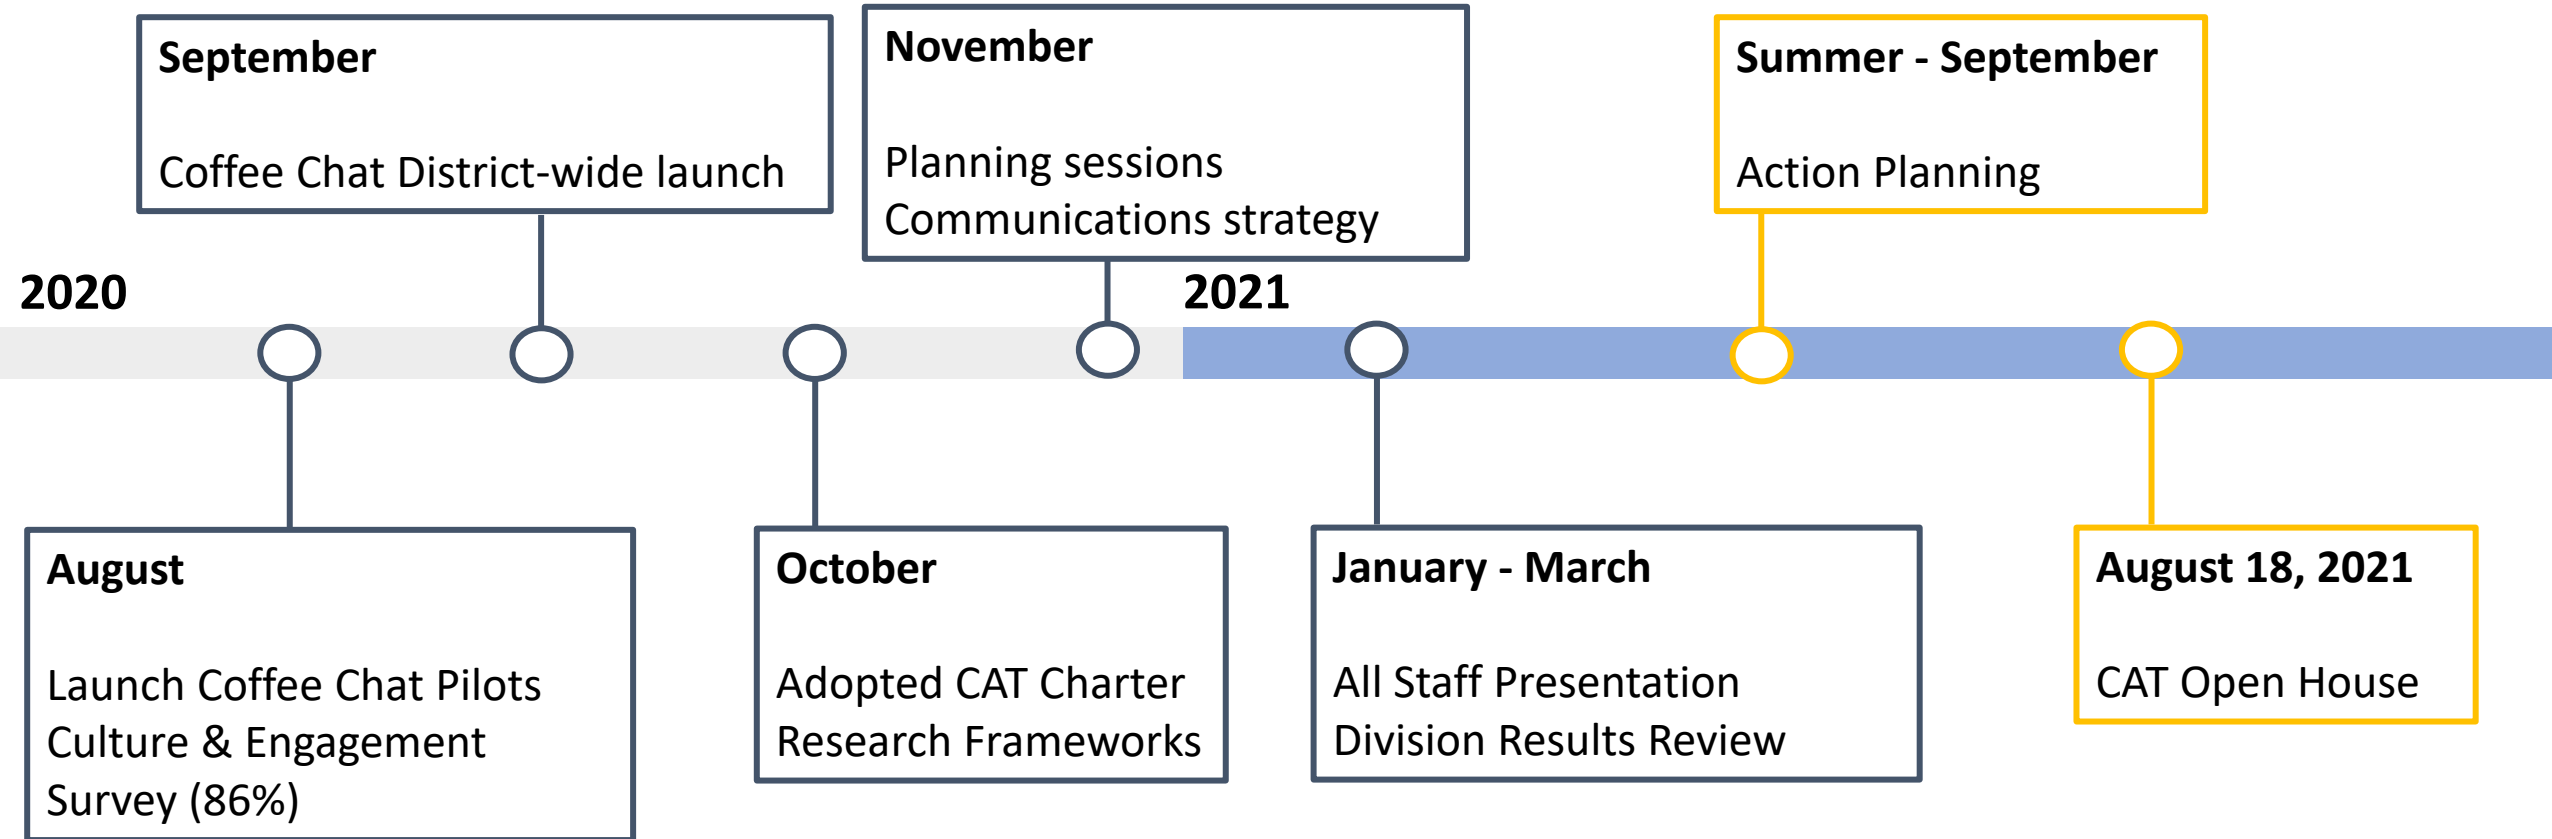 September
Coffee Chat District-wide launch
November
Planning sessions
Communications strategy
Summer - September
Action Planning
2020
2021
August
Launch Coffee Chat Pilots
Culture & Engagement
Survey (86%)
October
Adopted CAT Charter
Research Frameworks
January - March
All Staff Presentation
Division Results Review
August 18, 2021
CAT Open House